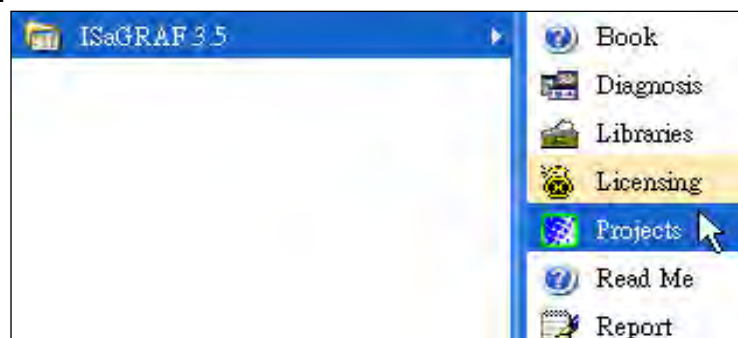 ISaGRAF 3.5
Book
Diagnosis
Libraries
Licensing
Projects
Read Me
Report